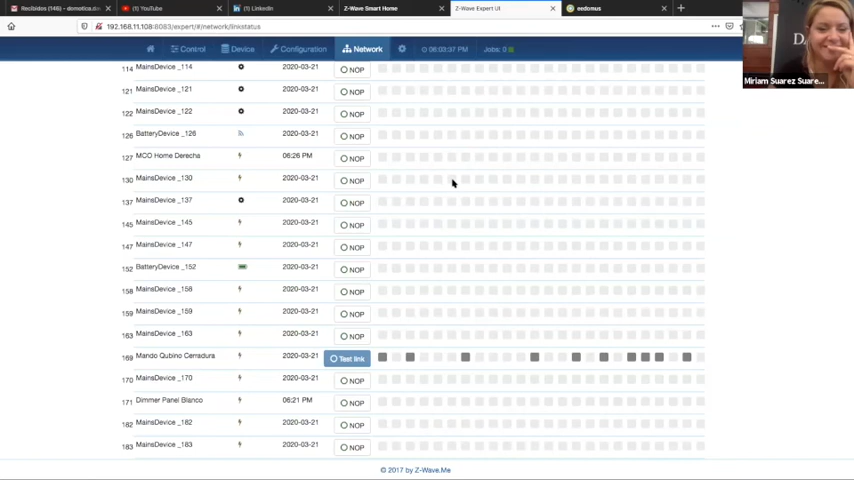 Recibidos (146) - domotica.da
(1) YouTube
(1) LinkedIn
Z-Wave Smart Home
Z-Wave Expert UI
eedomus
192.168.11.108:8083/expert/#/network/linkstatus
Control
Device
Configuration
Network
06:03:37 PM
Jobs: 0
Miriam Suarez Suare...
114 MainsDevice _114 2020-03-21 NOP
121 MainsDevice _121 2020-03-21 NOP
122 MainsDevice _122 2020-03-21 NOP
126 BatteryDevice _126 2020-03-21 NOP
127 MCO Home Derecha 06:26 PM NOP
130 MainsDevice _130 2020-03-21 NOP
137 MainsDevice _137 2020-03-21 NOP
145 MainsDevice _145 2020-03-21 NOP
147 MainsDevice _147 2020-03-21 NOP
152 BatteryDevice _152 2020-03-21 NOP
158 MainsDevice _158 2020-03-21 NOP
159 MainsDevice _159 2020-03-21 NOP
163 MainsDevice _163 2020-03-21 NOP
169 Mando Qubino Cerradura 2020-03-21 Test link
170 MainsDevice _170 2020-03-21 NOP
171 Dimmer Panel Blanco 06:21 PM NOP
182 MainsDevice _182 2020-03-21 NOP
183 MainsDevice _183 2020-03-21 NOP
© 2017 by Z-Wave.Me